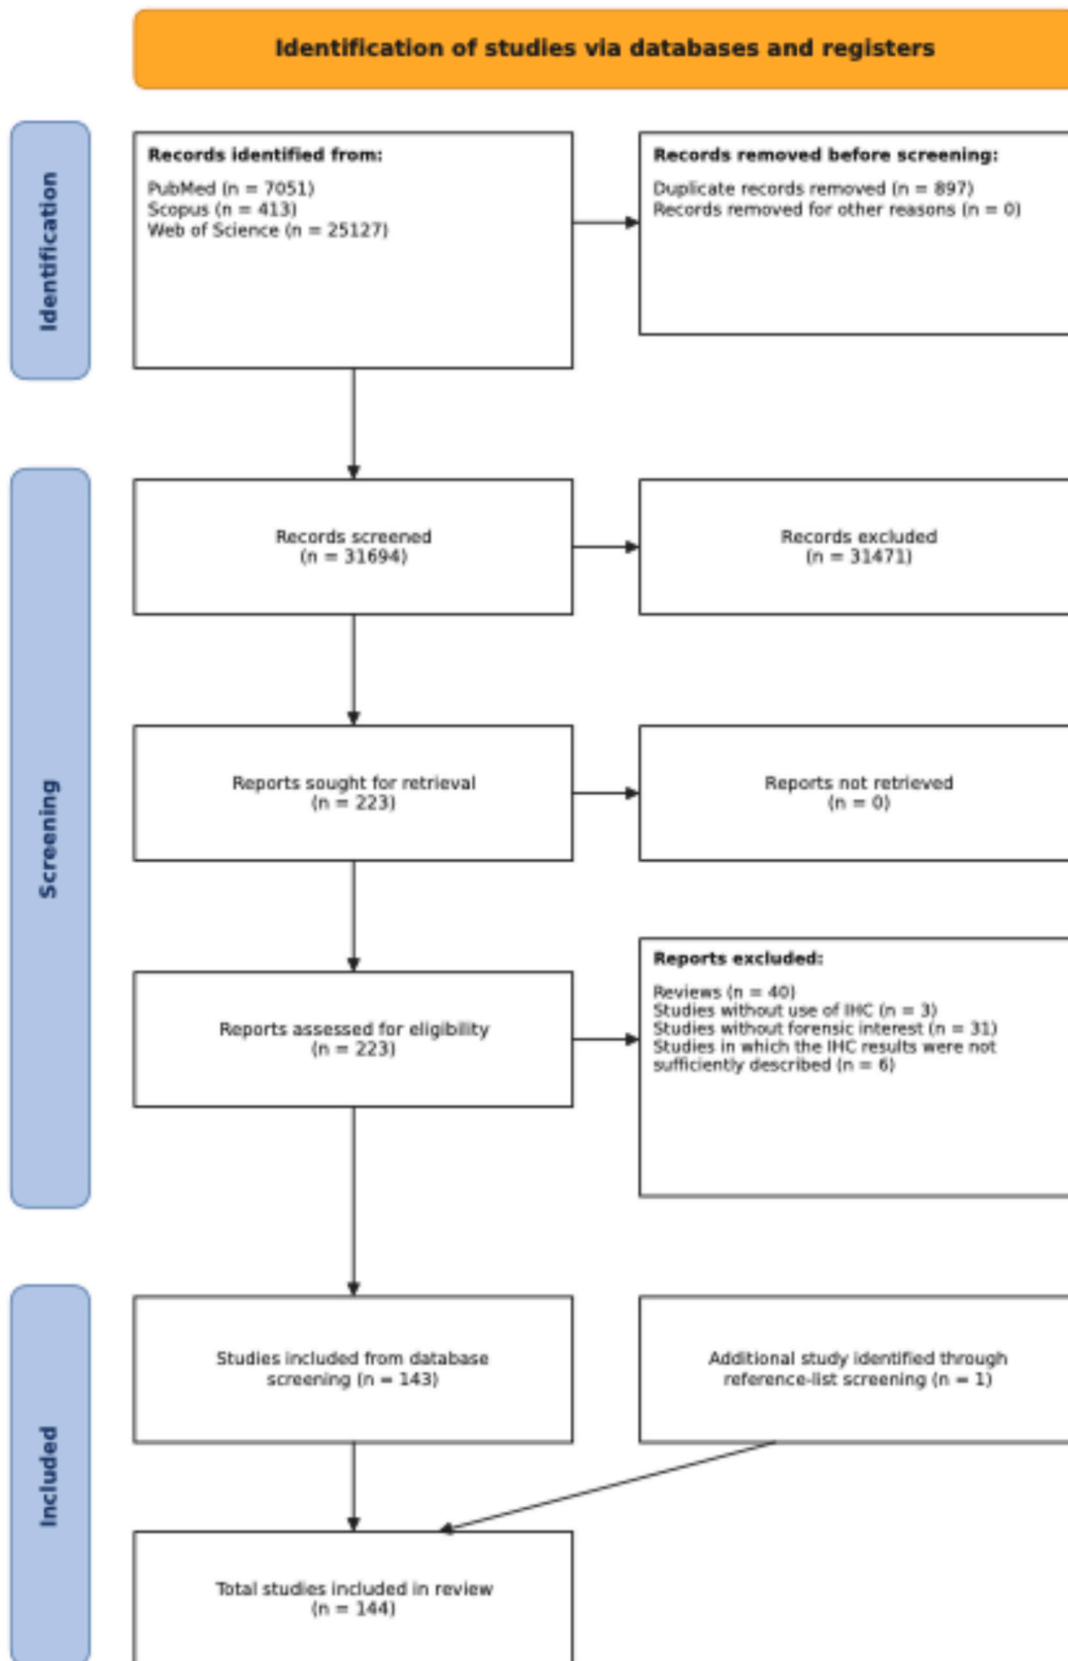 Identification of studies via databases and registers
Identification
Records identified from:
PubMed (n = 7051)
Scopus (n = 413)
Web of Science (n = 25127)
Records removed before screening:
Duplicate records removed (n = 897)
Records removed for other reasons (n = 0)
Screening
Records screened
(n = 31694)
Records excluded
(n = 31471)
Reports sought for retrieval
(n = 223)
Reports not retrieved
(n = 0)
Reports assessed for eligibility
(n = 223)
Reports excluded:
Reviews (n = 40)
Studies without use of IHC (n = 3)
Studies without forensic interest (n = 31)
Studies in which the IHC results were not
sufficiently described (n = 6)
Included
Studies included from database
screening (n = 143)
Additional study identified through
reference-list screening (n = 1)
Total studies included in review
(n = 144)